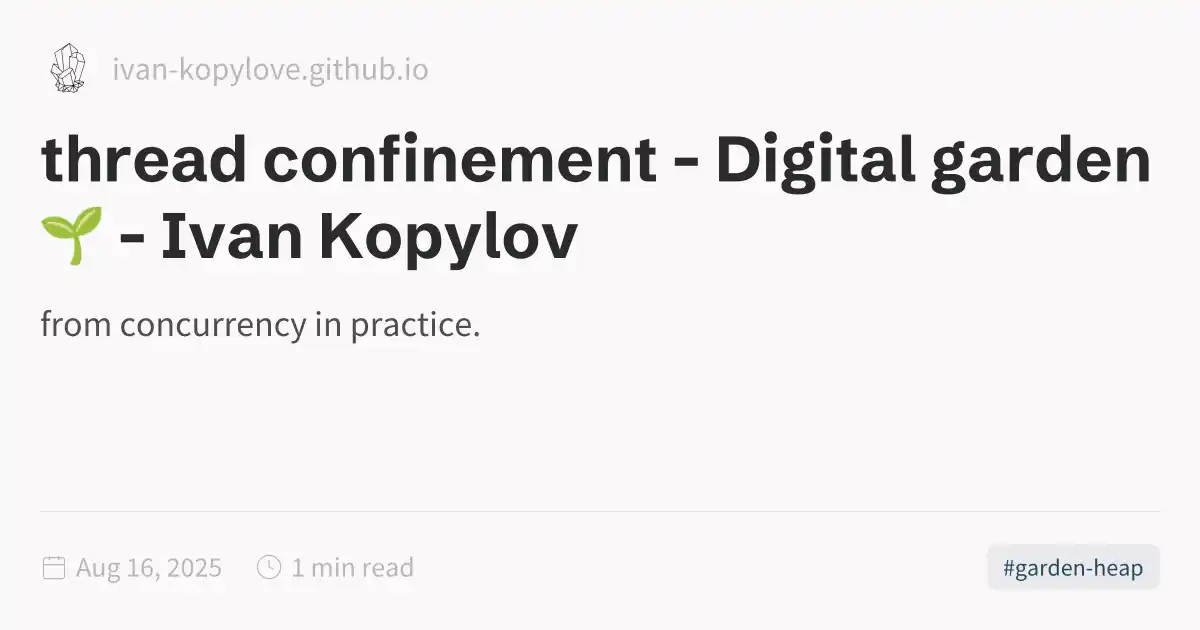 ivan-kopylove.github.io
thread confinement - Digital garden
🌱 - Ivan Kopylov
from concurrency in practice.
Aug 16, 2025 1 min read #garden-heap